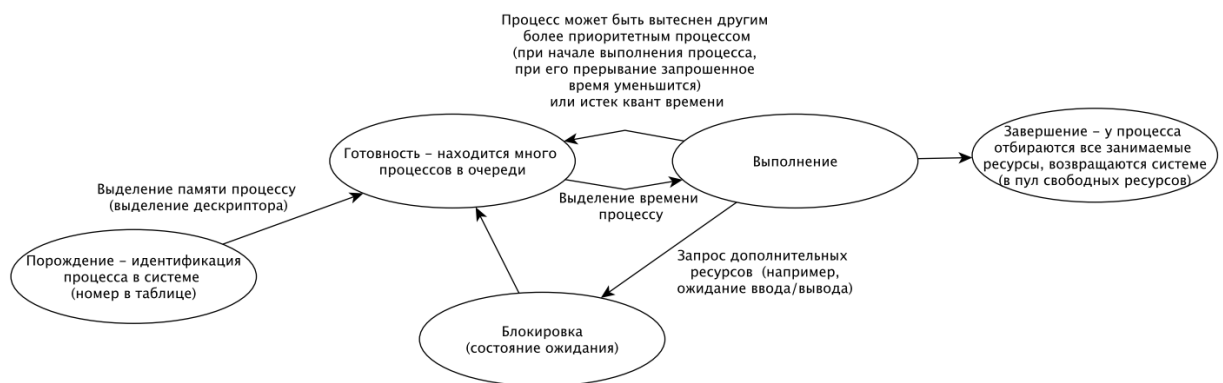 Процесс может быть вытеснен другим
более приоритетным процессом
(при начале выполнения процесса,
при его прерывание запрошенное
время уменьшится)
или истек квант времени
Готовность – находится много
процессов в очереди
Выполнение
Завершение – у процесса
отбираются все занимаемые
ресурсы, возвращаются системе
(в пул свободных ресурсов)
Выделение памяти процессу
(выделение дескриптора)
Выделение времени
процессу
Порождение – идентификация
процесса в системе
(номер в таблице)
Запрос дополнительных
ресурсов (например,
ожидание ввода/вывода)
Блокировка
(состояние ожидания)